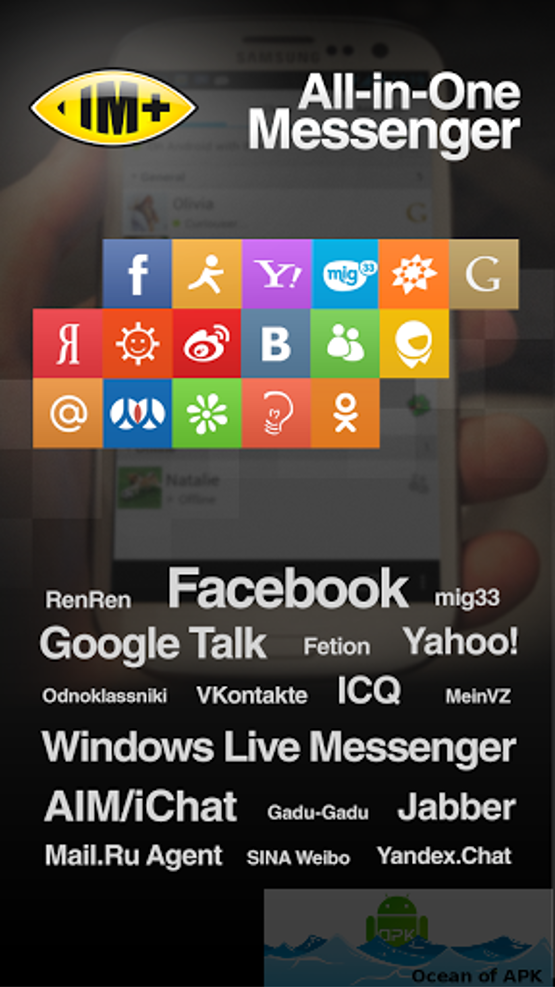 SAMSUNG
IM+
All-in-One
Messenger
General
Olivia
G
f Y! mig33 G
Я B
@
Natalie
Offline
RenRen Facebook mig33
Google Talk Fetion Yahoo!
Odnoklassniki VKontakte ICQ MeinVZ
Windows Live Messenger
AIM/iChat Gadu-Gadu Jabber
Mail.Ru Agent SINA Weibo Yandex.Chat
APK
Ocean of APK